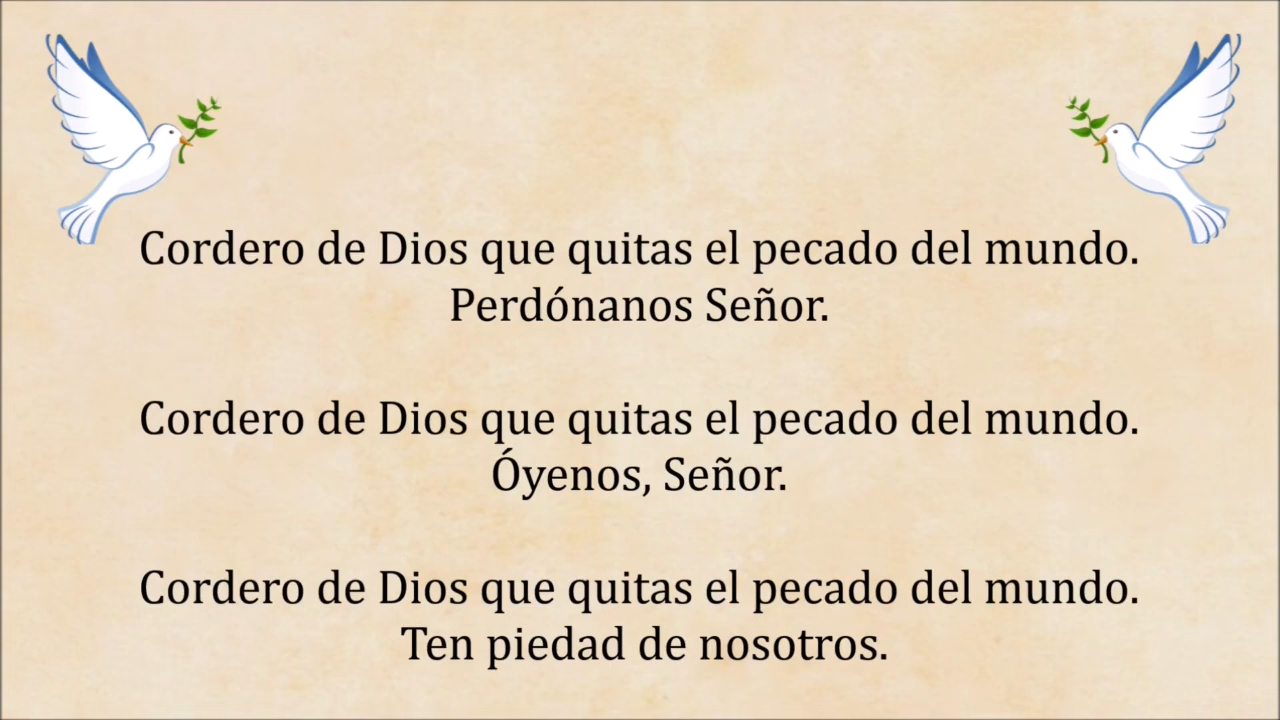 Cordero de Dios que quitas el pecado del mundo.
Perdónanos Señor.
Cordero de Dios que quitas el pecado del mundo.
Óyenos, Señor.
Cordero de Dios que quitas el pecado del mundo.
Ten piedad de nosotros.